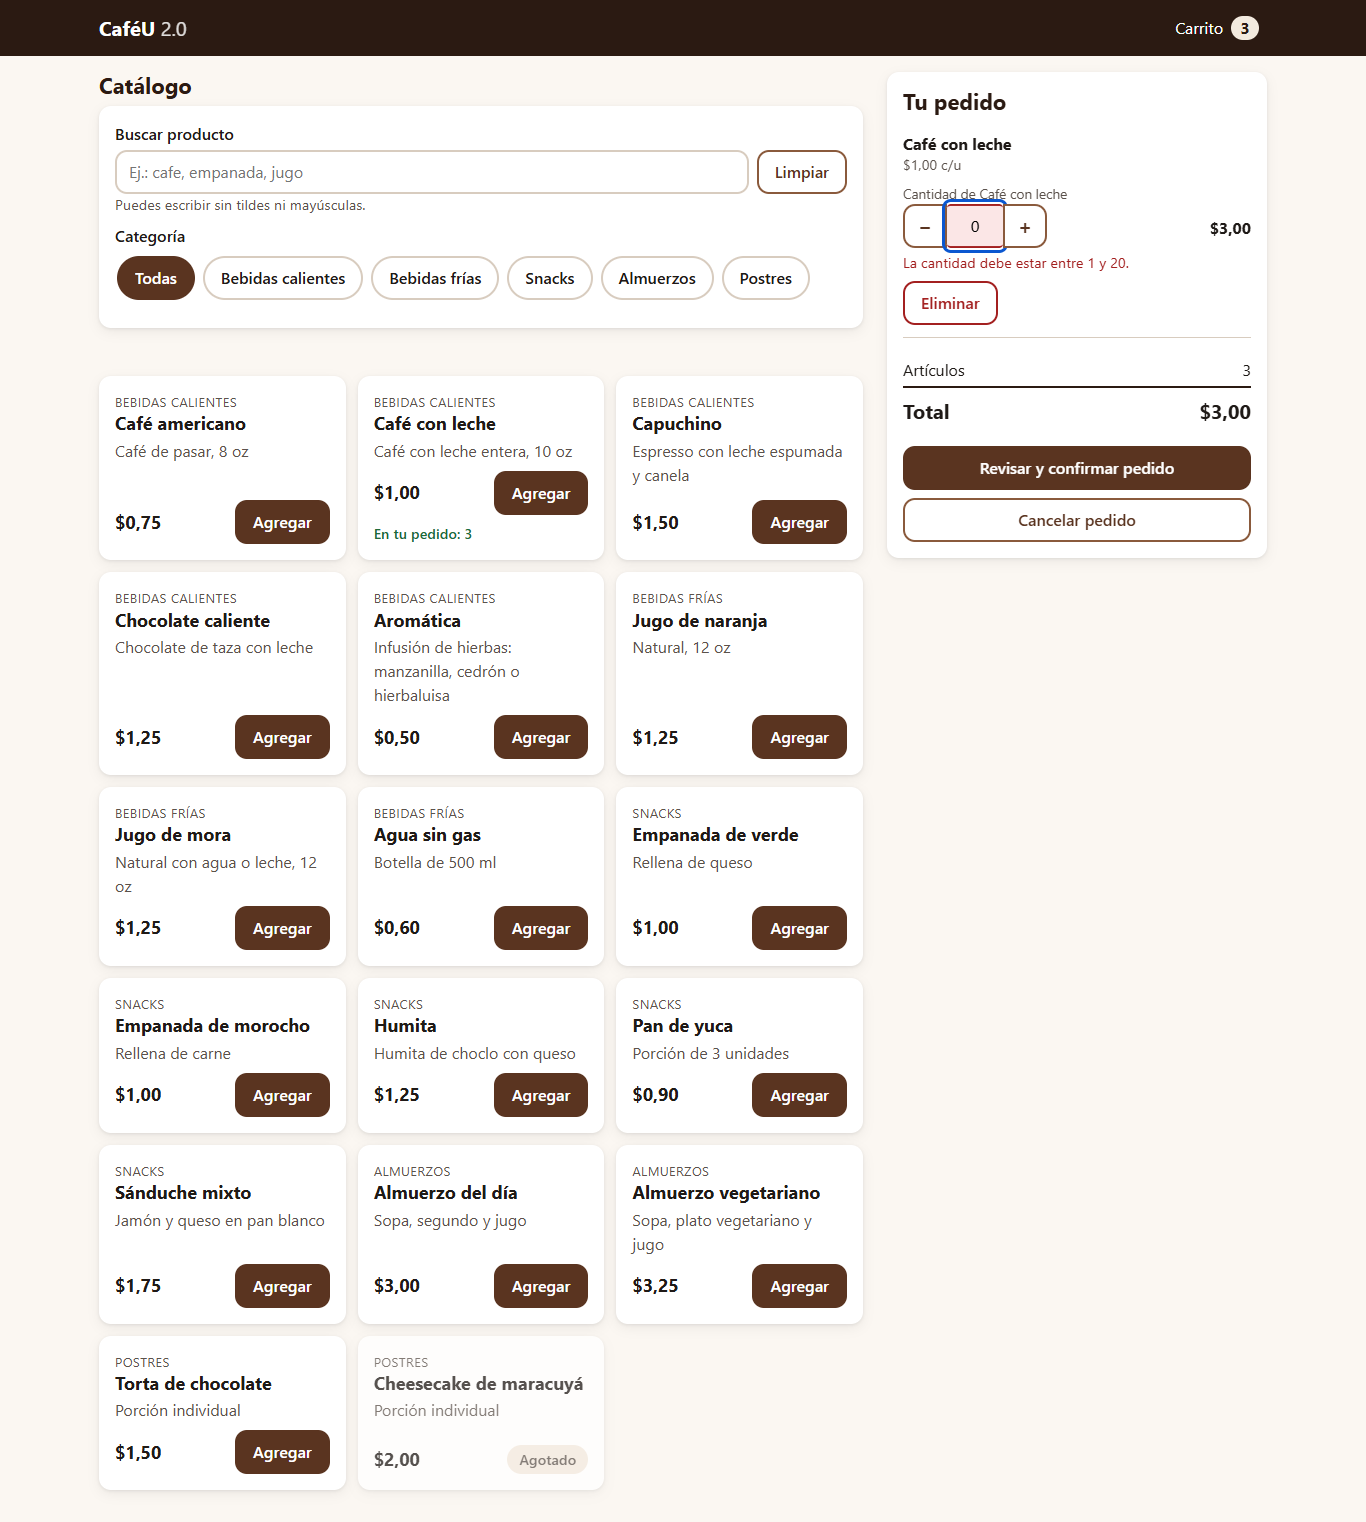 CaféU 2.0
Carrito 3
Catálogo
Buscar producto
Ej.: cafe, empanada, jugo
Limpiar
Puedes escribir sin tildes ni mayúsculas.
Categoría
Todas
Bebidas calientes
Bebidas frías
Snacks
Almuerzos
Postres
BEBIDAS CALIENTES
Café americano
Café de pasar, 8 oz
$0,75
Agregar
BEBIDAS CALIENTES
Café con leche
Café con leche entera, 10 oz
$1,00
Agregar
En tu pedido: 3
BEBIDAS CALIENTES
Capuchino
Espresso con leche espumada
y canela
$1,50
Agregar
BEBIDAS CALIENTES
Chocolate caliente
Chocolate de taza con leche
$1,25
Agregar
BEBIDAS CALIENTES
Aromática
Infusión de hierbas:
manzanilla, cedrón o
hierbaluisa
$0,50
Agregar
BEBIDAS FRÍAS
Jugo de naranja
Natural, 12 oz
$1,25
Agregar
BEBIDAS FRÍAS
Jugo de mora
Natural con agua o leche, 12
oz
$1,25
Agregar
BEBIDAS FRÍAS
Agua sin gas
Botella de 500 ml
$0,60
Agregar
SNACKS
Empanada de verde
Rellena de queso
$1,00
Agregar
SNACKS
Empanada de morocho
Rellena de carne
$1,00
Agregar
SNACKS
Humita
Humita de choclo con queso
$1,25
Agregar
SNACKS
Pan de yuca
Porción de 3 unidades
$0,90
Agregar
SNACKS
Sánduche mixto
Jamón y queso en pan blanco
$1,75
Agregar
ALMUERZOS
Almuerzo del día
Sopa, segundo y jugo
$3,00
Agregar
ALMUERZOS
Almuerzo vegetariano
Sopa, plato vegetariano y
jugo
$3,25
Agregar
POSTRES
Torta de chocolate
Porción individual
$1,50
Agregar
POSTRES
Cheesecake de maracuyá
Porción individual
$2,00
Agotado
Tu pedido
Café con leche
$1,00 c/u
Cantidad de Café con leche
− 0 +
$3,00
La cantidad debe estar entre 1 y 20.
Eliminar
Artículos 3
Total $3,00
Revisar y confirmar pedido
Cancelar pedido